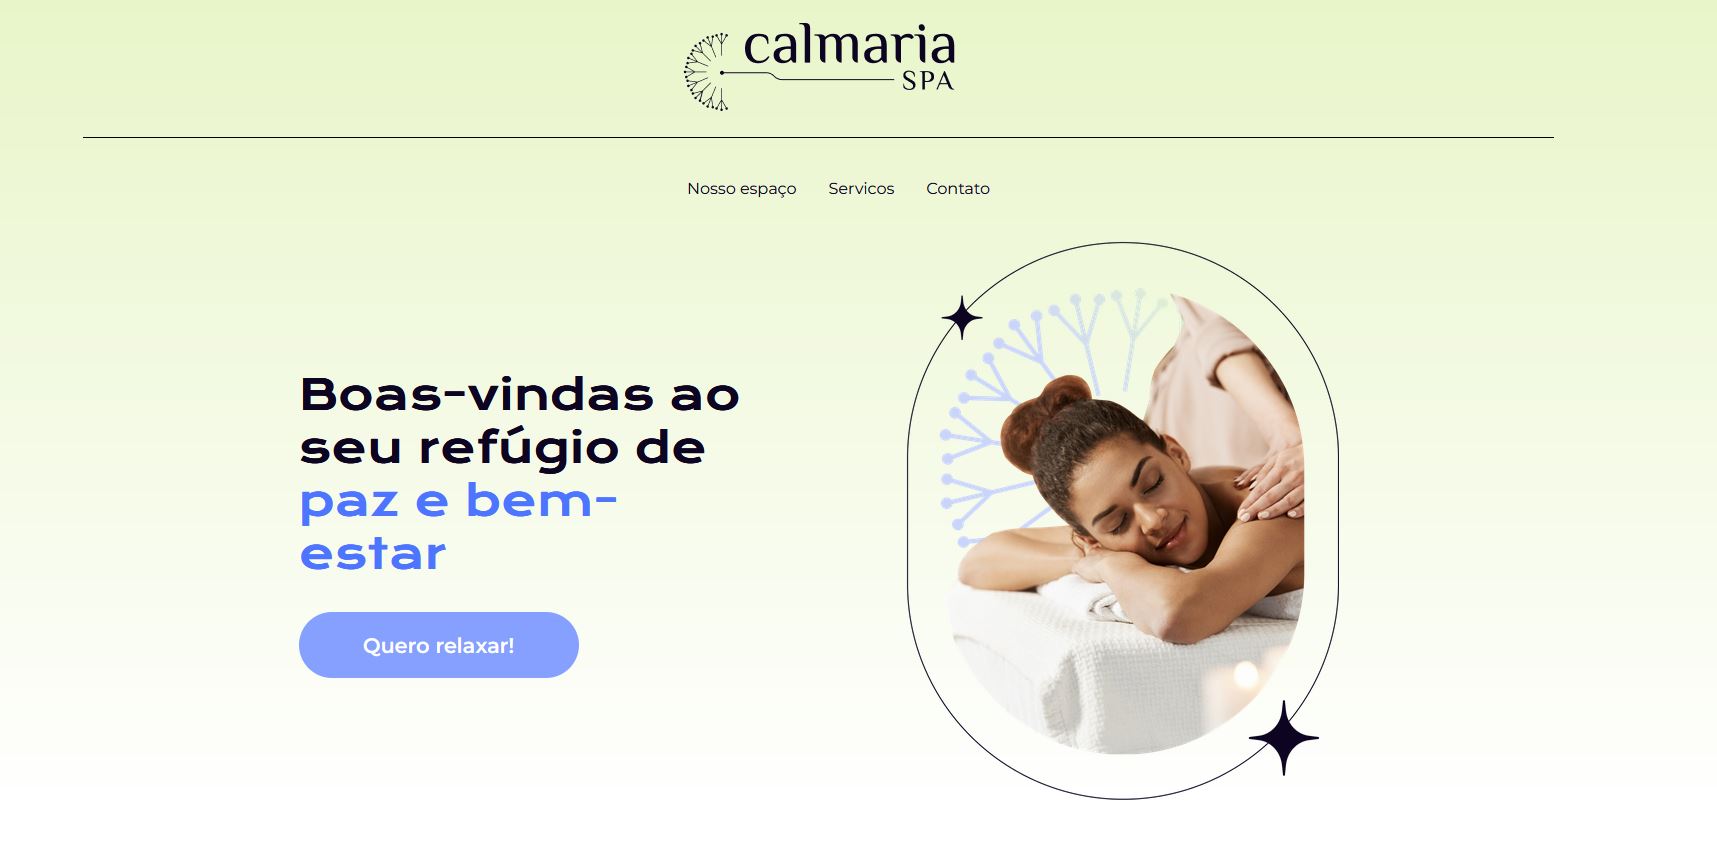 calmaria
SPA
Nosso espaço Servicos Contato
Boas-vindas ao
seu refúgio de
paz e bem-
estar
Quero relaxar!